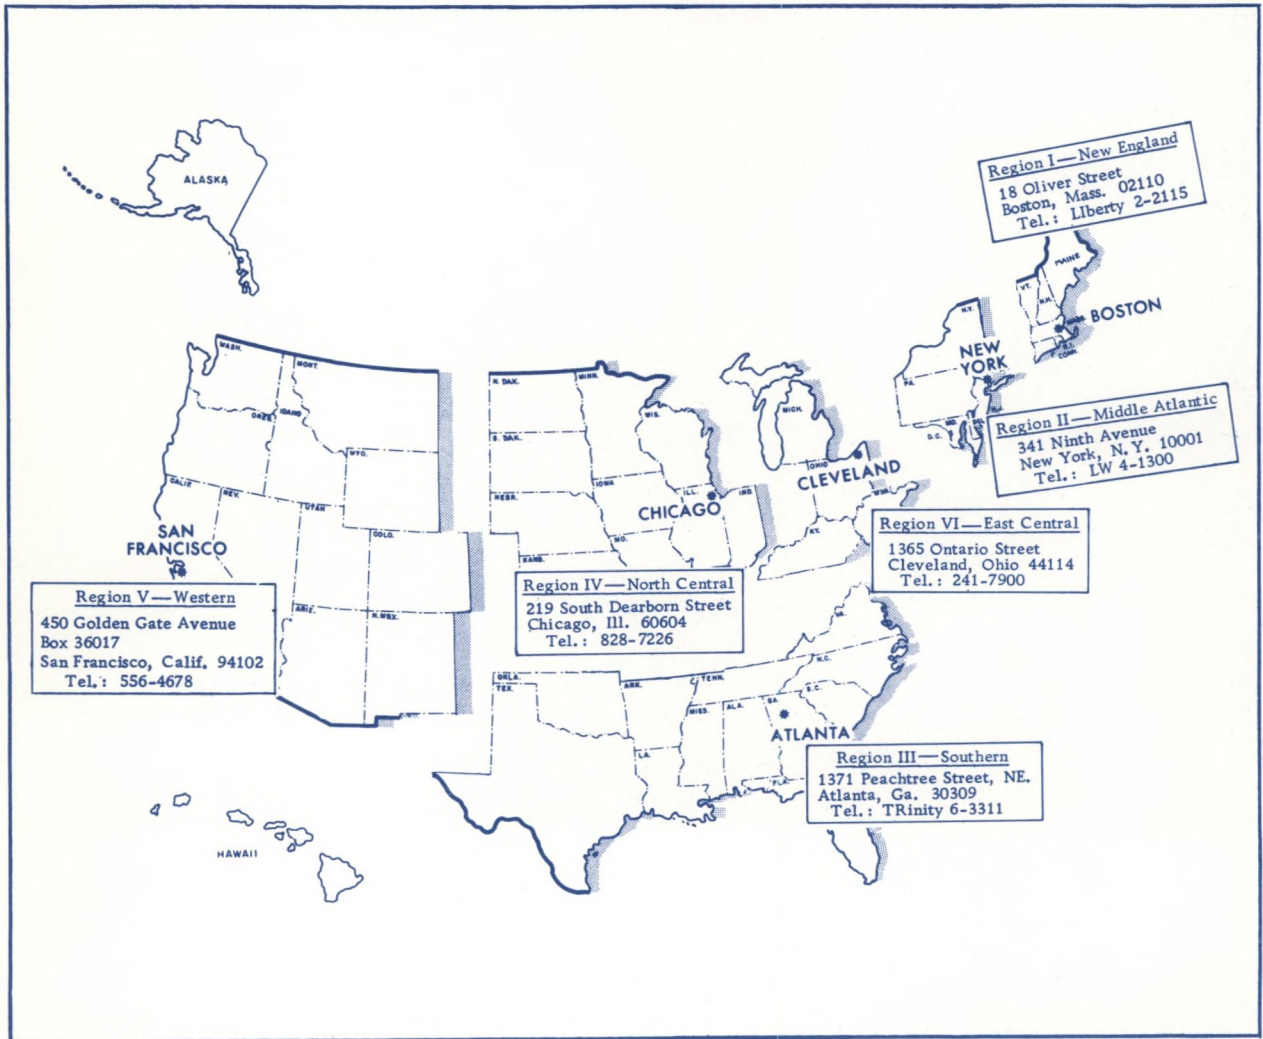 ALASKA
Region I—New England
18 Oliver Street
Boston, Mass. 02110
Tel.: LIberty 2-2115
MAINE
VT.
N.H.
MASS.
BOSTON
R.I.
CONN.
N.Y.
NEW
YORK
PA.
N.J.
MD.
DEL.
D.C.
Region II—Middle Atlantic
341 Ninth Avenue
New York, N.Y. 10001
Tel.: LW 4-1300
WASH.
MONT.
OREG.
IDAHO
WYO.
CALIF.
NEV.
UTAH
COLO.
ARIZ.
N.MEX.
SAN
FRANCISCO
Region V—Western
450 Golden Gate Avenue
Box 36017
San Francisco, Calif. 94102
Tel.: 556-4678
N. DAK.
MINN.
S. DAK.
WIS.
NEBR.
IOWA
ILL.
IND.
KANS.
MO.
CHICAGO
Region IV—North Central
219 South Dearborn Street
Chicago, Ill. 60604
Tel.: 828-7226
MICH.
OHIO
CLEVELAND
W.VA.
KY.
Region VI—East Central
1365 Ontario Street
Cleveland, Ohio 44114
Tel.: 241-7900
VA.
N.C.
OKLA.
TEX.
ARK.
TENN.
S.C.
MISS.
ALA.
GA.
LA.
FLA.
ATLANTA
Region III—Southern
1371 Peachtree Street, NE.
Atlanta, Ga. 30309
Tel.: TRinity 6-3311
HAWAII